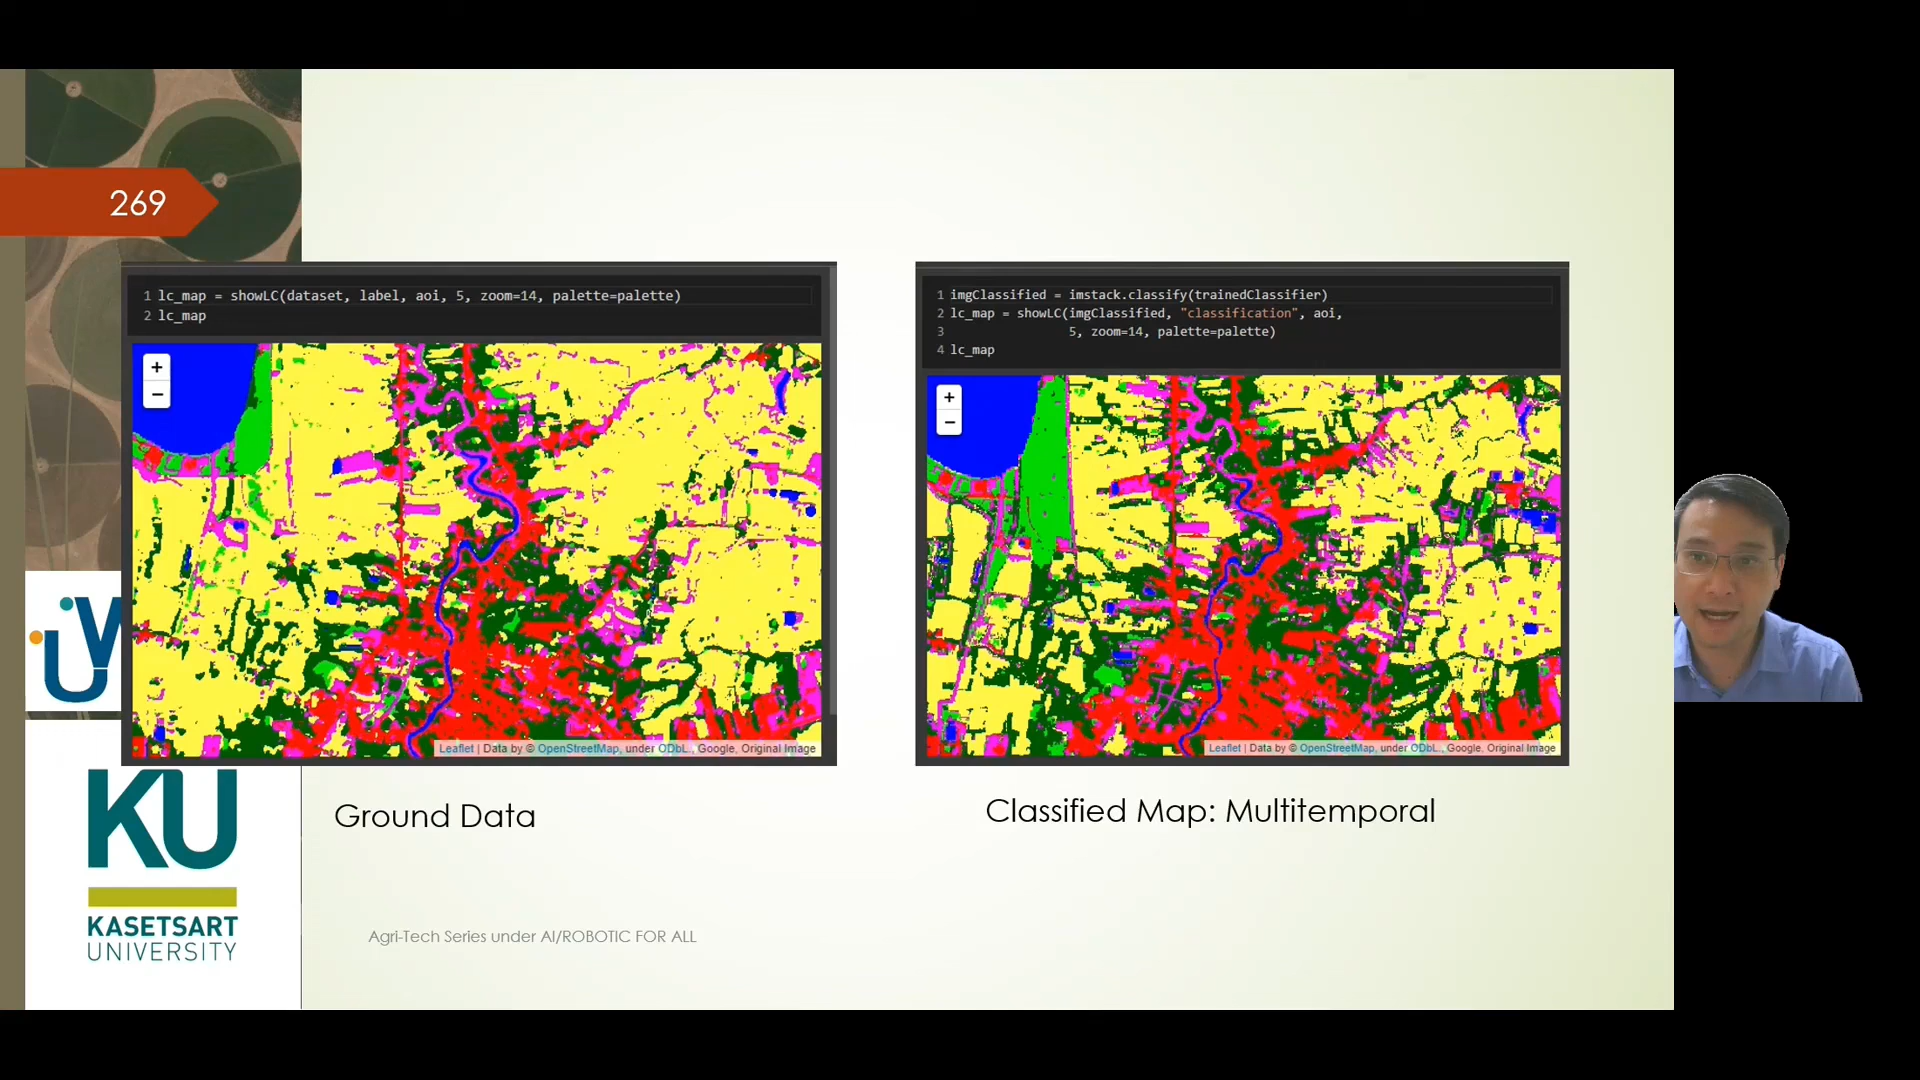 269
1 lc_map = showLC(dataset, label, aoi, 5, zoom=14, palette=palette)
2 lc_map
+
−
Leaflet | Data by © OpenStreetMap, under ODbL., Google, Original Image
Ground Data
1 imgClassified = imstack.classify(trainedClassifier)
2 lc_map = showLC(imgClassified, "classification", aoi,
3 5, zoom=14, palette=palette)
4 lc_map
+
−
Leaflet | Data by © OpenStreetMap, under ODbL., Google, Original Image
Classified Map: Multitemporal
KU
KASETSART
UNIVERSITY
Agri-Tech Series under AI/ROBOTIC FOR ALL